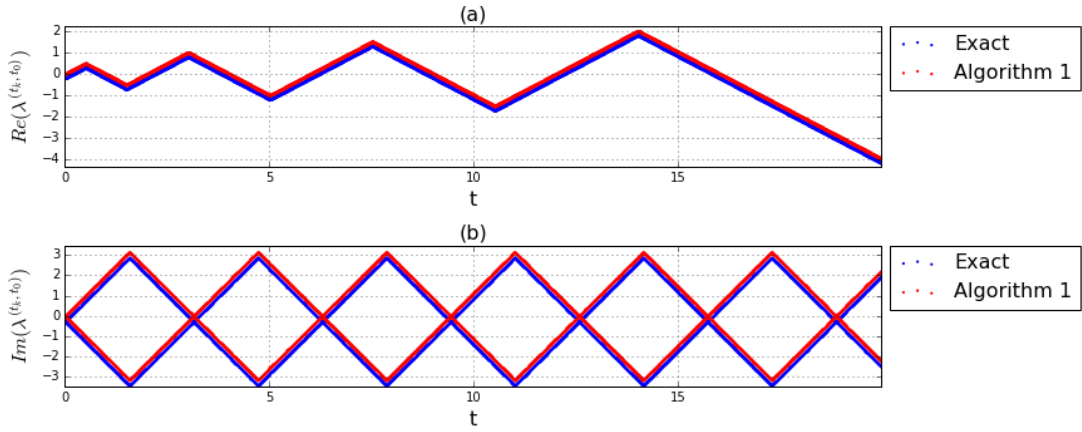 (a)
Re(λ^(t_k,t_0))
2
1
0
−1
−2
−3
−4
0
5
10
15
t
Exact
Algorithm 1
(b)
Im(λ^(t_k,t_0))
3
2
1
0
−1
−2
−3
0
5
10
15
t
Exact
Algorithm 1